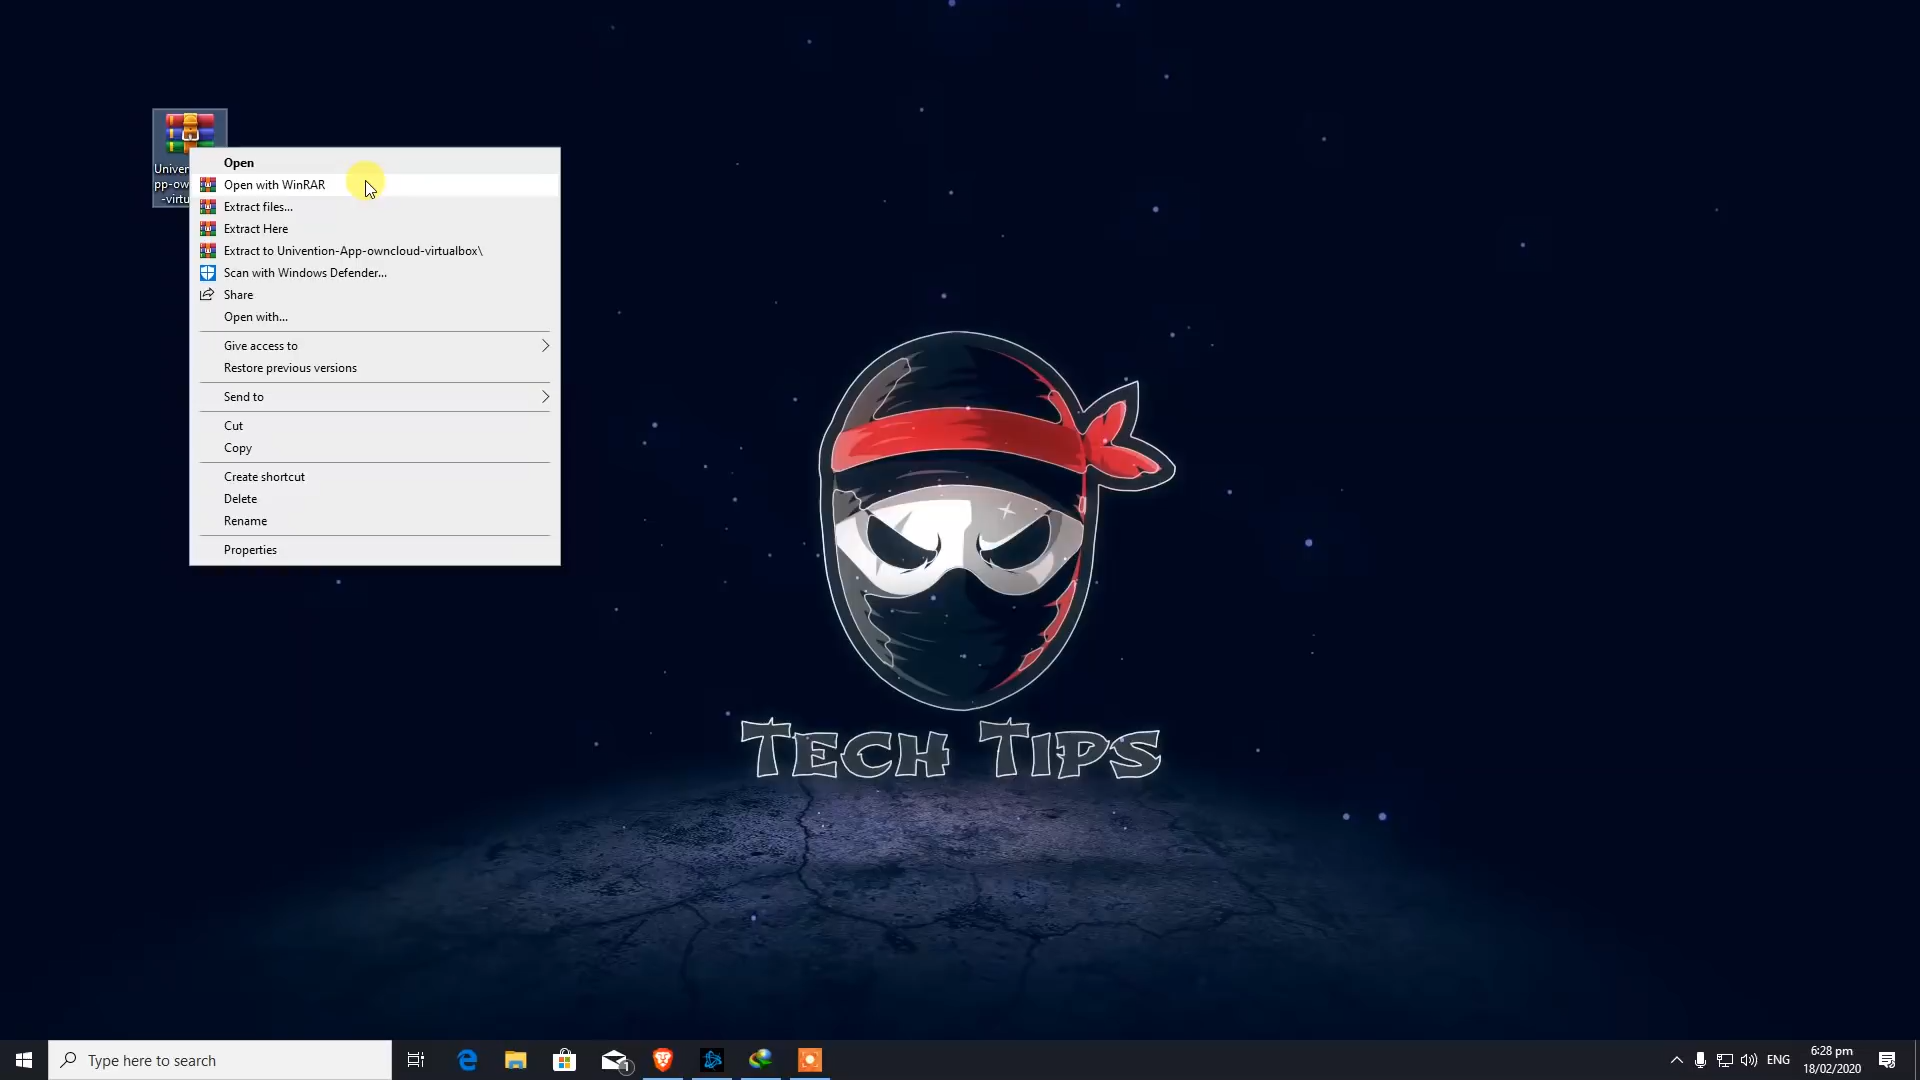 Univen
pp-ow
-virtu
Open
Open with WinRAR
Extract files...
Extract Here
Extract to Univention-App-owncloud-virtualbox\
Scan with Windows Defender...
Share
Open with...
Give access to
Restore previous versions
Send to
Cut
Copy
Create shortcut
Delete
Rename
Properties
TECH TIPS
Type here to search
1
ENG
6:28 pm
18/02/2020